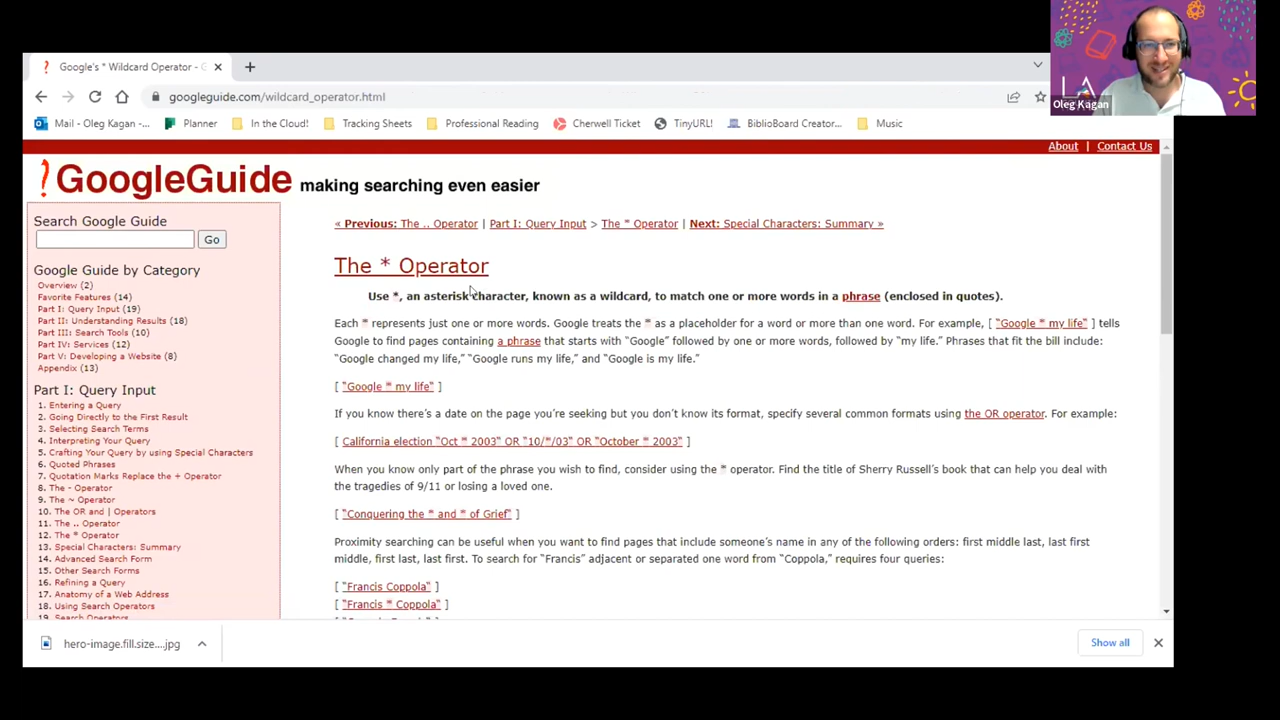 Google's * Wildcard Operator - G
googleguide.com/wildcard_operator.html
Mail - Oleg Kagan -... Planner In the Cloud! Tracking Sheets Professional Reading Cherwell Ticket TinyURL! BiblioBoard Creator... Music
LA
Oleg Kagan
About | Contact Us
GoogleGuide making searching even easier
Search Google Guide
Go
Google Guide by Category
Overview (2)
Favorite Features (14)
Part I: Query Input (19)
Part II: Understanding Results (18)
Part III: Search Tools (10)
Part IV: Services (12)
Part V: Developing a Website (8)
Appendix (13)
Part I: Query Input
1. Entering a Query
2. Going Directly to the First Result
3. Selecting Search Terms
4. Interpreting Your Query
5. Crafting Your Query by using Special Characters
6. Quoted Phrases
7. Quotation Marks Replace the + Operator
8. The - Operator
9. The ~ Operator
10. The OR and | Operators
11. The .. Operator
12. The * Operator
13. Special Characters: Summary
14. Advanced Search Form
15. Other Search Forms
16. Refining a Query
17. Anatomy of a Web Address
18. Using Search Operators
19. Search Operators
« Previous: The .. Operator | Part I: Query Input > The * Operator | Next: Special Characters: Summary »
The * Operator
Use *, an asterisk character, known as a wildcard, to match one or more words in a phrase (enclosed in quotes).
Each * represents just one or more words. Google treats the * as a placeholder for a word or more than one word. For example, [ "Google * my life" ] tells
Google to find pages containing a phrase that starts with "Google" followed by one or more words, followed by "my life." Phrases that fit the bill include:
"Google changed my life," "Google runs my life," and "Google is my life."
[ "Google * my life" ]
If you know there's a date on the page you're seeking but you don't know its format, specify several common formats using the OR operator. For example:
[ California election "Oct * 2003" OR "10/*/03" OR "October * 2003" ]
When you know only part of the phrase you wish to find, consider using the * operator. Find the title of Sherry Russell's book that can help you deal with
the tragedies of 9/11 or losing a loved one.
[ "Conquering the * and * of Grief" ]
Proximity searching can be useful when you want to find pages that include someone's name in any of the following orders: first middle last, last first
middle, first last, last first. To search for "Francis" adjacent or separated one word from "Coppola," requires four queries:
[ "Francis Coppola" ]
[ "Francis * Coppola" ]
hero-image.fill.size....jpg
Show all